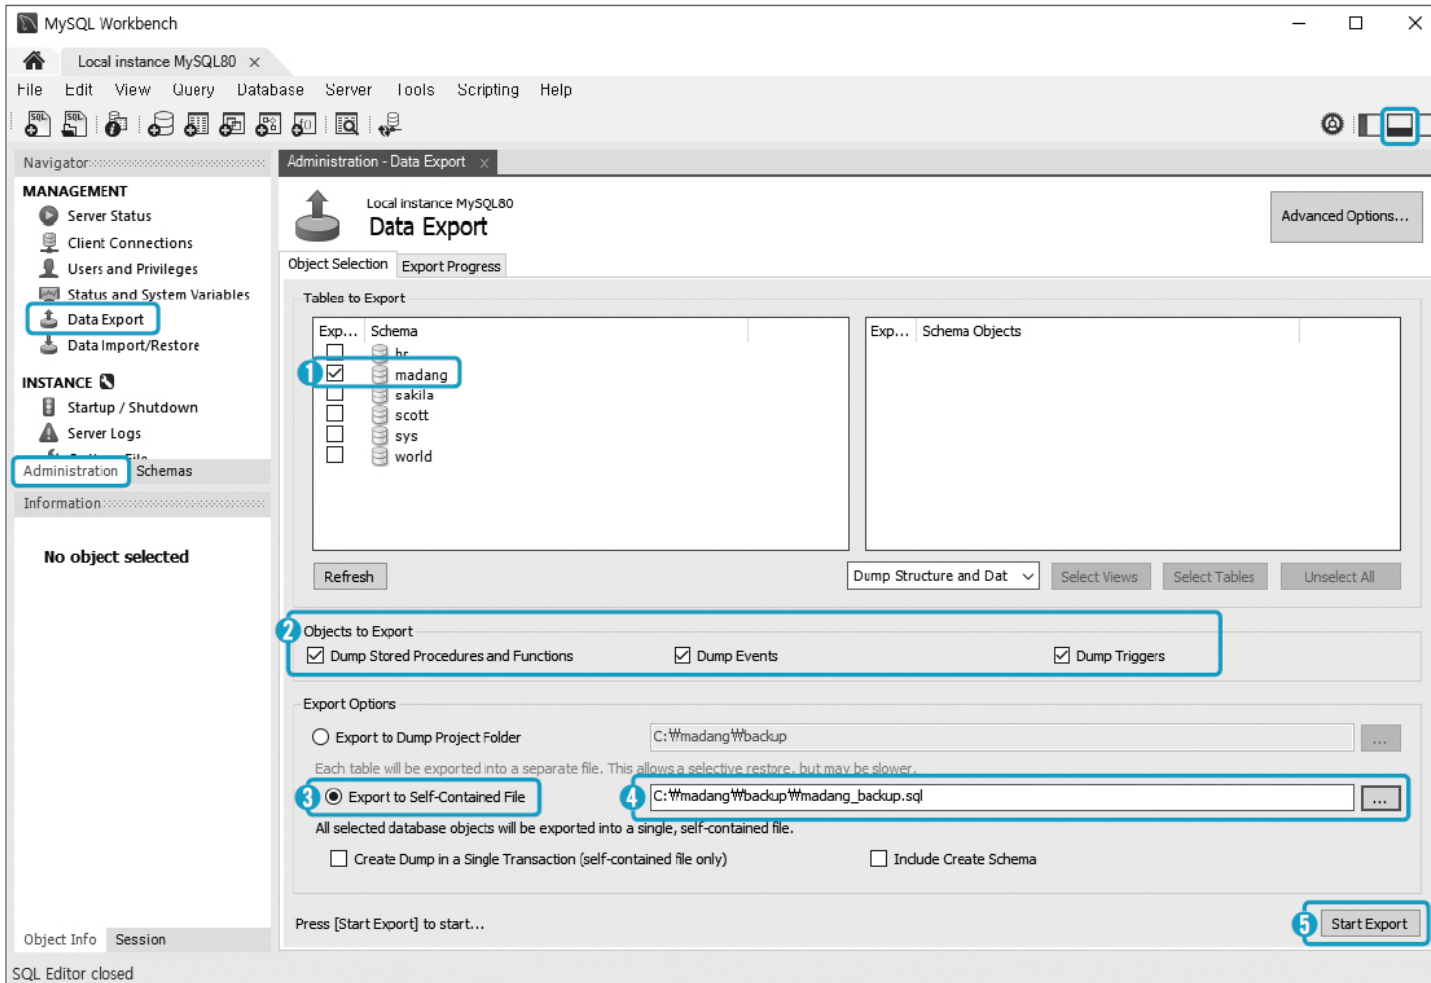 MySQL Workbench
Local instance MySQL80 ×
File Edit View Query Database Server Tools Scripting Help
Navigator
MANAGEMENT
Server Status
Client Connections
Users and Privileges
Status and System Variables
Data Export
Data Import/Restore
INSTANCE
Startup / Shutdown
Server Logs
Administration Schemas
Information
No object selected
Object Info Session
SQL Editor closed
Administration - Data Export ×
Local instance MySQL80
Data Export
Advanced Options...
Object Selection Export Progress
Tables to Export
Exp... Schema
hr
1 madang
sakila
scott
sys
world
Exp... Schema Objects
Refresh
Dump Structure and Dat
Select Views
Select Tables
Unselect All
2 Objects to Export
Dump Stored Procedures and Functions Dump Events Dump Triggers
Export Options
Export to Dump Project Folder C:₩madang₩backup ...
Each table will be exported into a separate file. This allows a selective restore, but may be slower.
3 Export to Self-Contained File 4 C:₩madang₩backup₩madang_backup.sql ...
All selected database objects will be exported into a single, self-contained file.
Create Dump in a Single Transaction (self-contained file only) Include Create Schema
Press [Start Export] to start...
5 Start Export